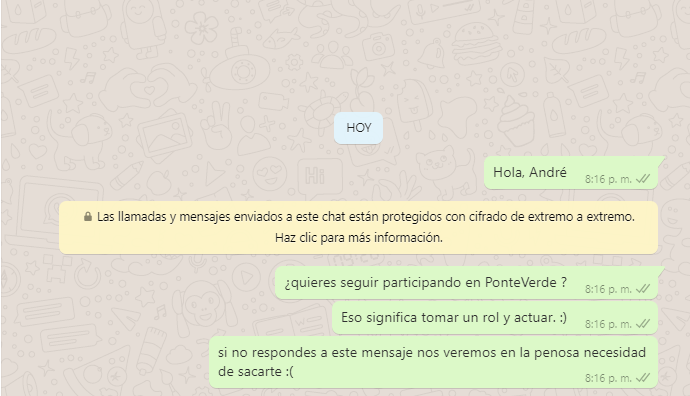 HOY
Hola, André
8:16 p. m.
Las llamadas y mensajes enviados a este chat están protegidos con cifrado de extremo a extremo.
Haz clic para más información.
¿quieres seguir participando en PonteVerde ?
8:16 p. m.
Eso significa tomar un rol y actuar. :)
8:16 p. m.
si no respondes a este mensaje nos veremos en la penosa necesidad
de sacarte :(
8:16 p. m.